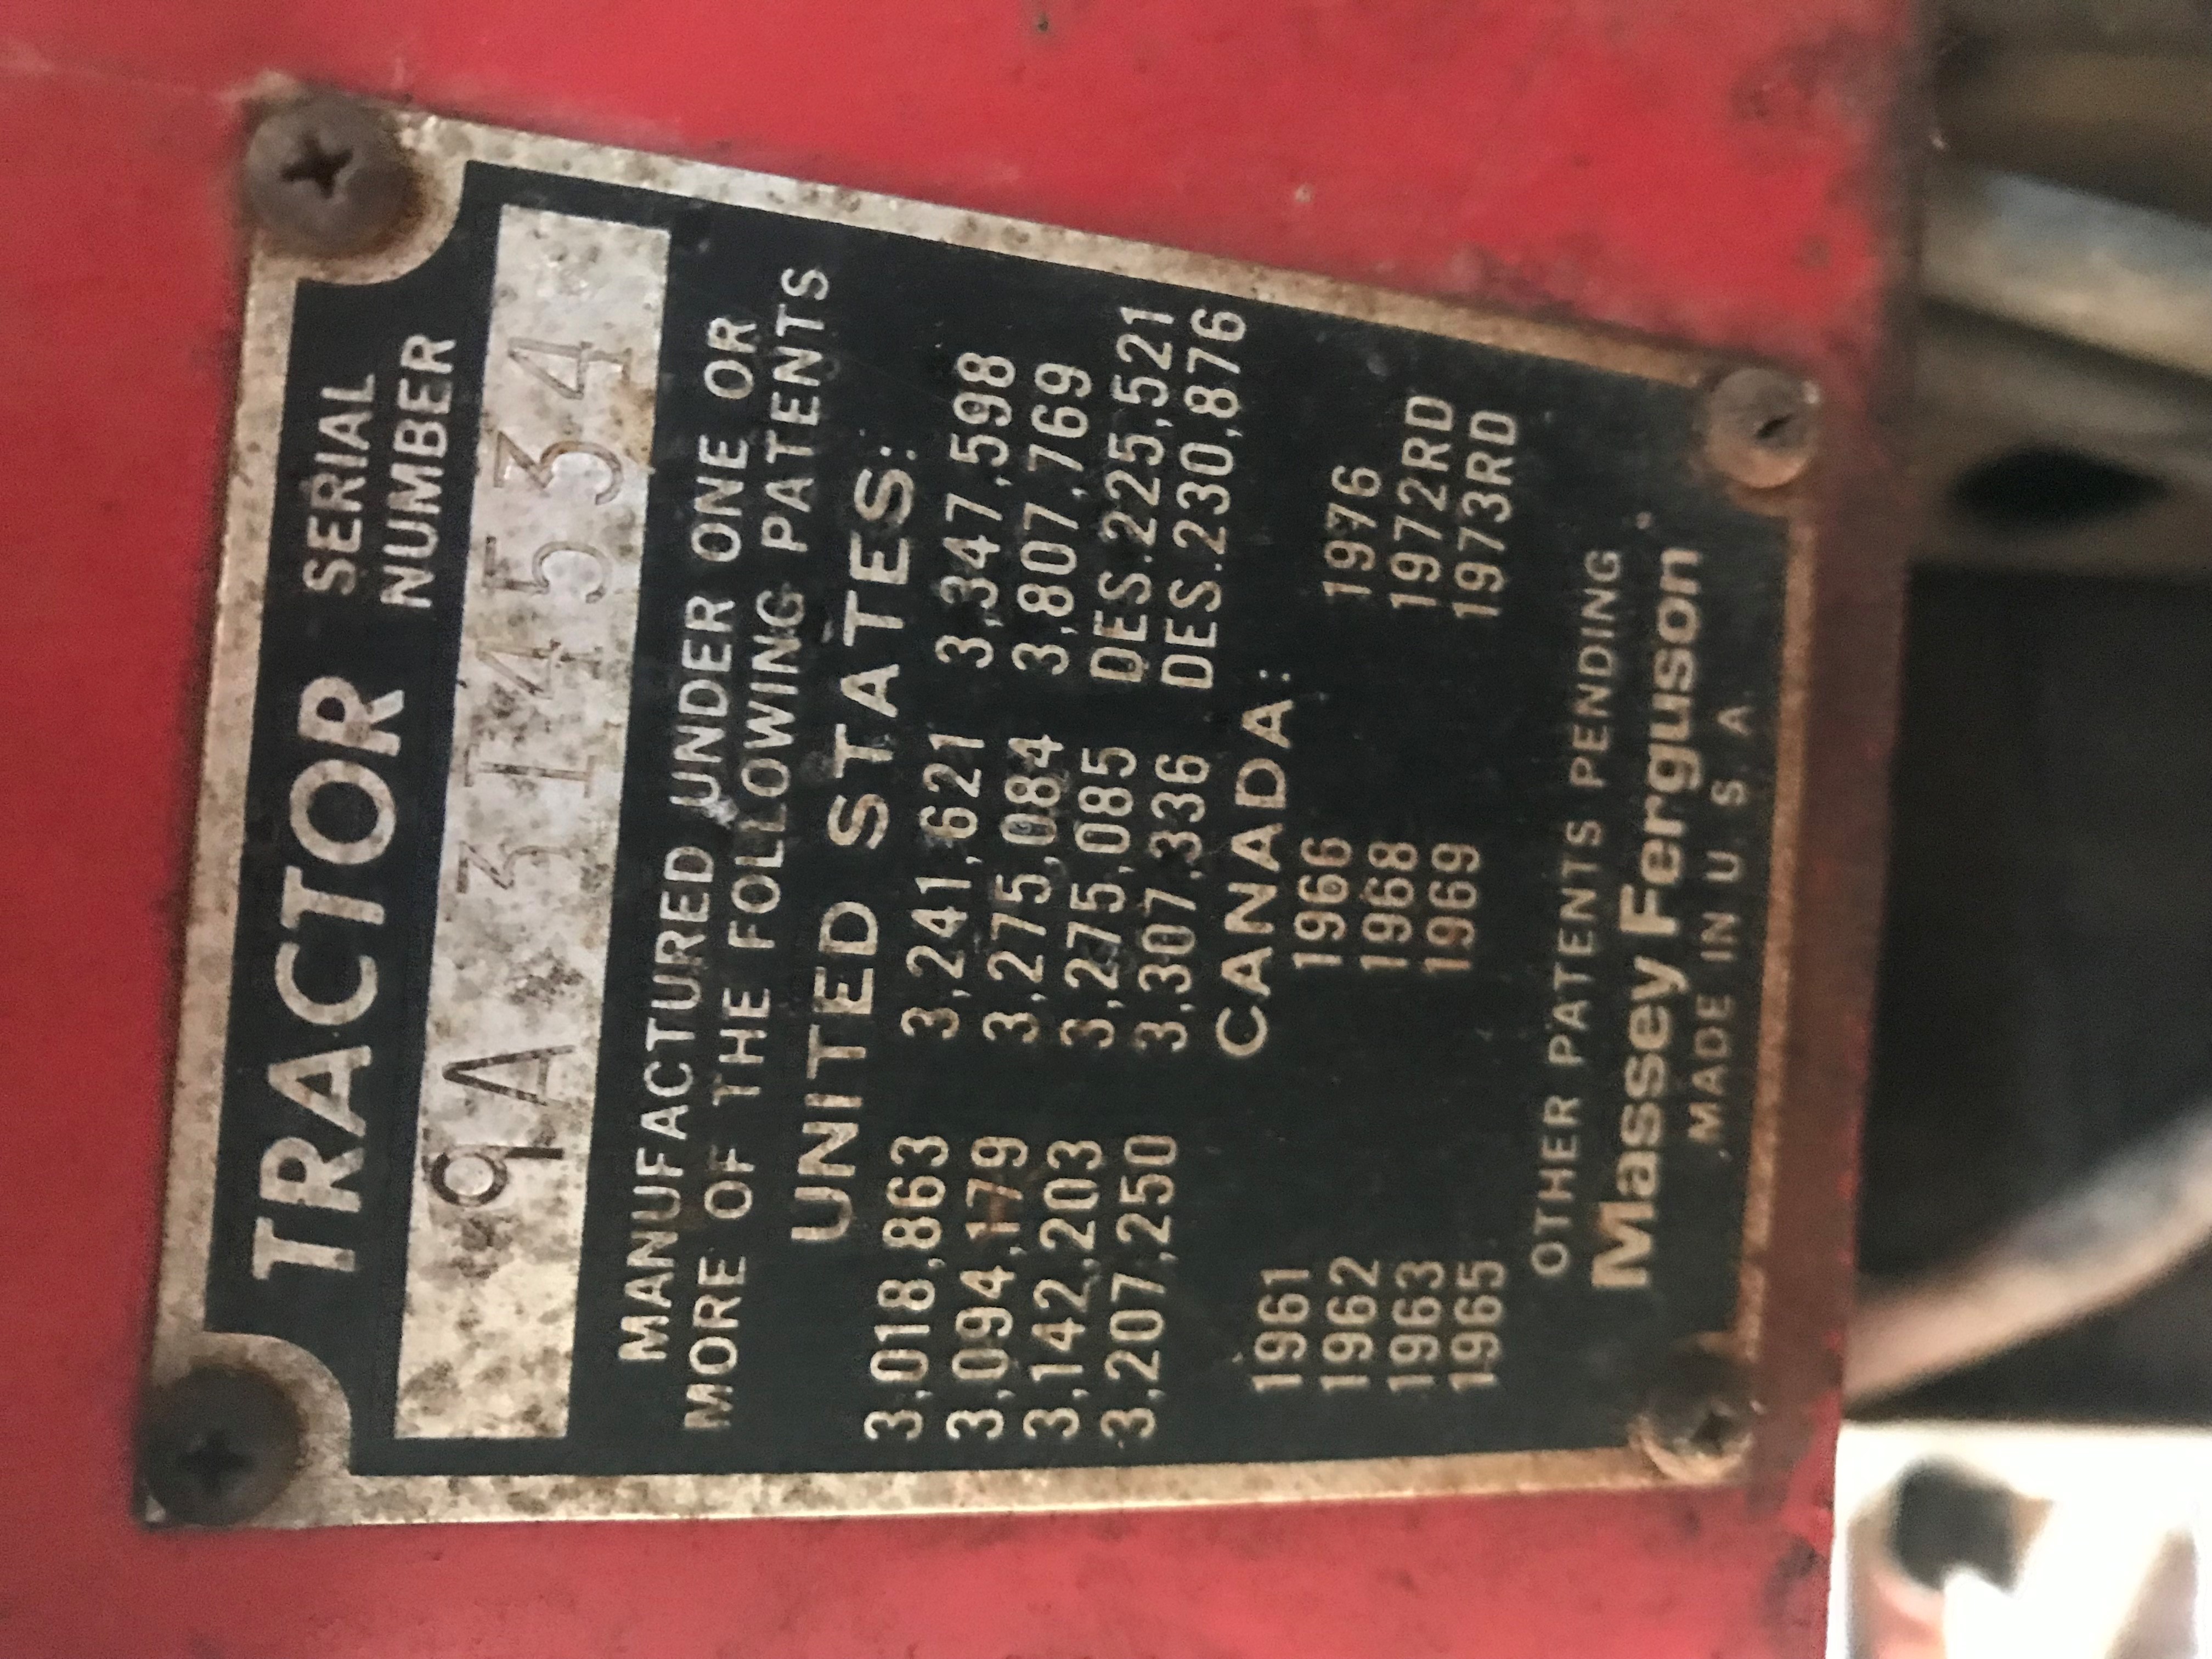 TRACTOR SERIAL NUMBER
9A 314534
MANUFACTURED UNDER ONE OR
MORE OF THE FOLLOWING PATENTS
UNITED STATES:
3,018,863 3,241,621 3,347,598
3,094,179 3,275,084 3,807,769
3,142,203 3,275,085 DES.225,521
3,207,250 3,307,336 DES.230,876
CANADA:
1961 1966 1976
1962 1968 1972RD
1963 1969 1973RD
1965
OTHER PATENTS PENDING
Massey Ferguson
MADE IN U.S.A